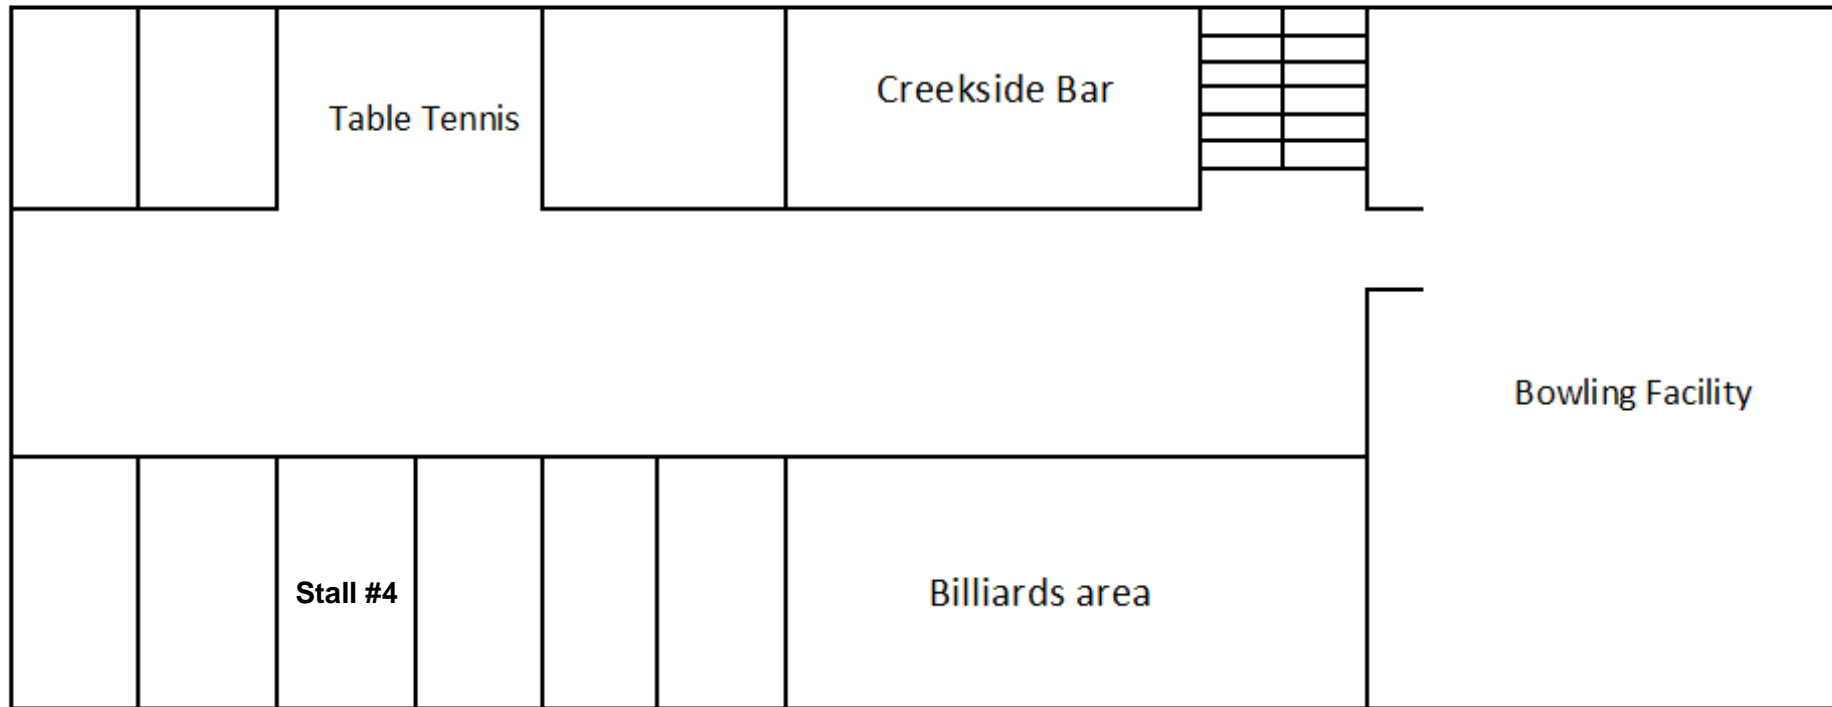 Creekside Bar
Table Tennis
Bowling Facility
Stall #4
Billiards area